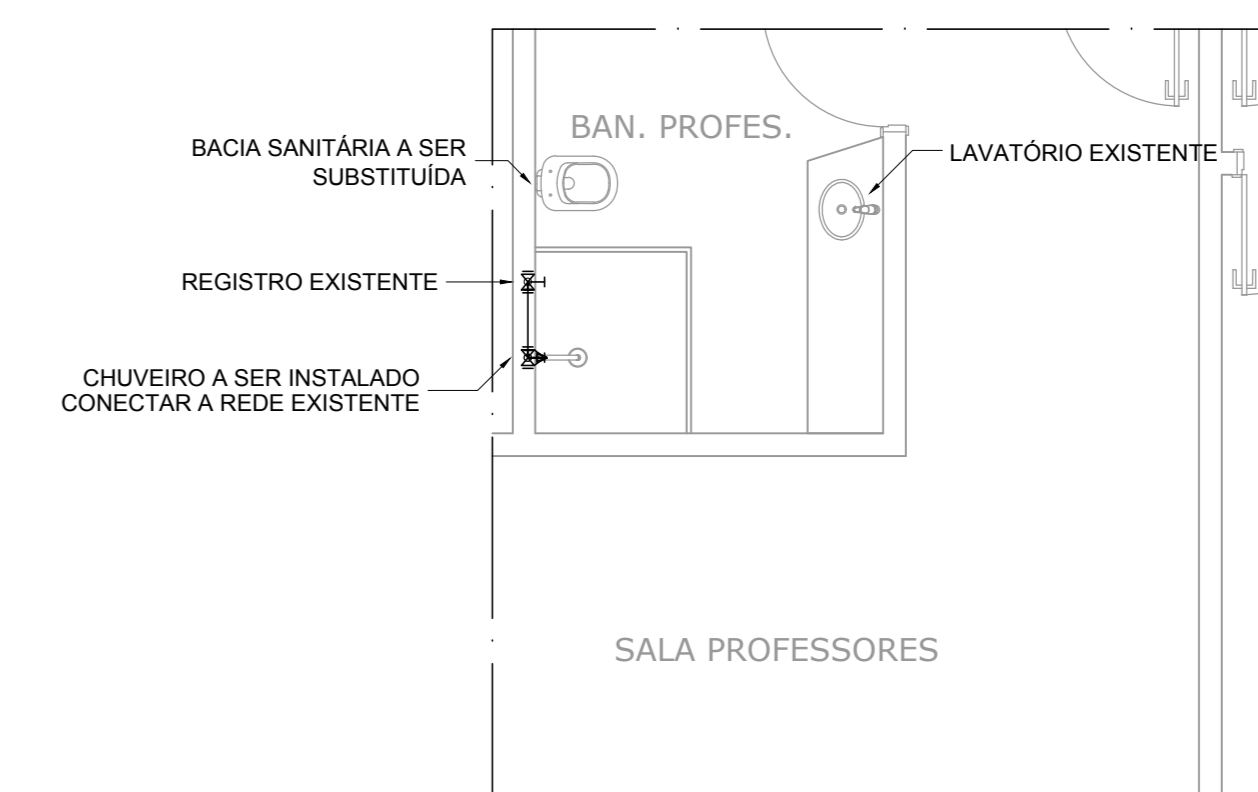 BAN. PROFES.
BACIA SANITÁRIA A SER
SUBSTITUÍDA
LAVATÓRIO EXISTENTE
REGISTRO EXISTENTE
CHUVEIRO A SER INSTALADO
CONECTAR A REDE EXISTENTE
SALA PROFESSORES